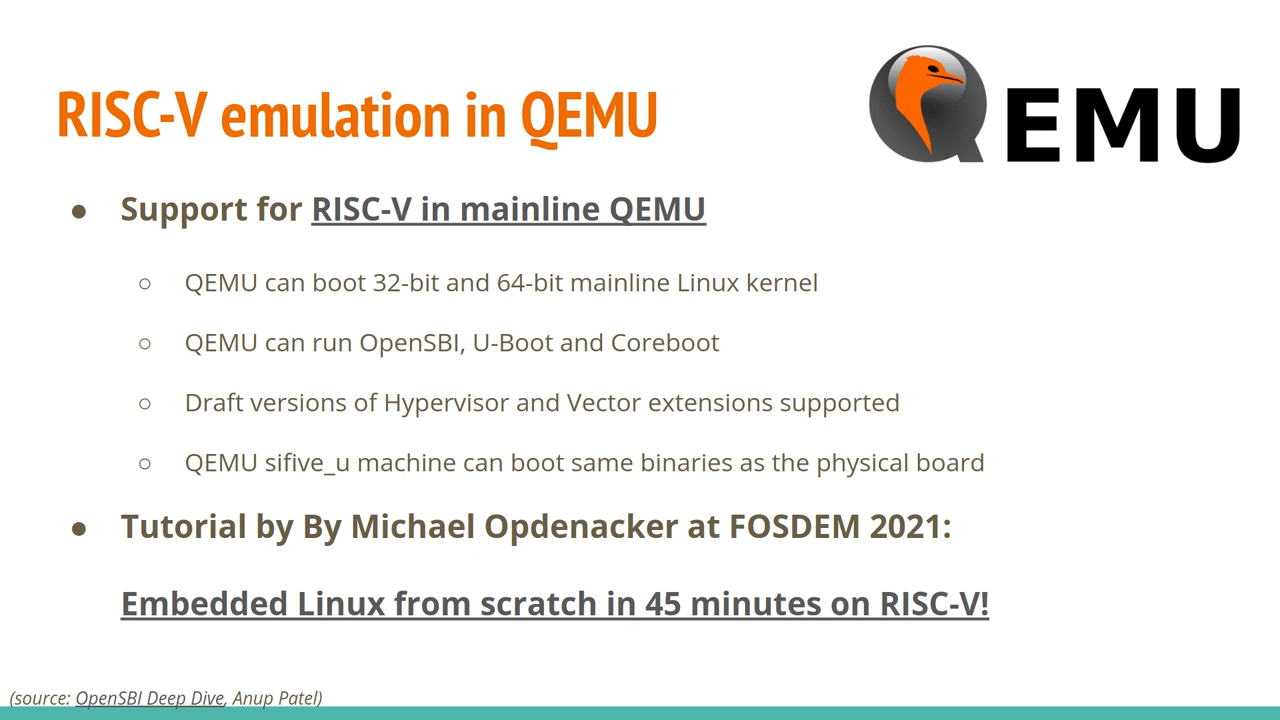 RISC-V emulation in QEMU
QEMU
● Support for RISC-V in mainline QEMU
○ QEMU can boot 32-bit and 64-bit mainline Linux kernel
○ QEMU can run OpenSBI, U-Boot and Coreboot
○ Draft versions of Hypervisor and Vector extensions supported
○ QEMU sifive_u machine can boot same binaries as the physical board
● Tutorial by By Michael Opdenacker at FOSDEM 2021:
Embedded Linux from scratch in 45 minutes on RISC-V!
(source: OpenSBI Deep Dive, Anup Patel)